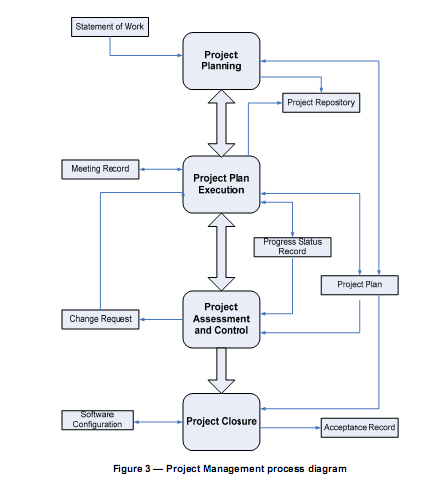 Statement of Work
Project
Planning
Project Repository
Meeting Record
Project Plan
Execution
Progress Status
Record
Project Plan
Project
Assessment
and Control
Change Request
Software
Configuration
Project Closure
Acceptance Record
Figure 3 — Project Management process diagram